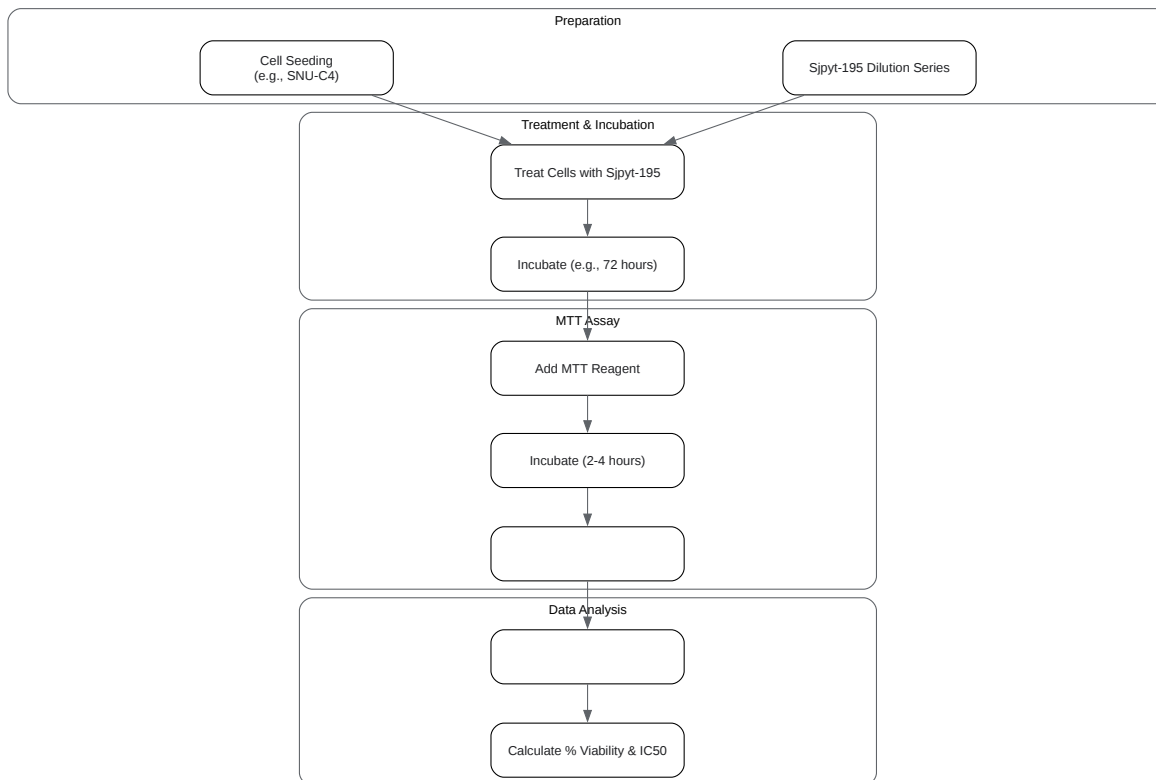 Preparation
Cell Seeding
(e.g., SNU-C4)
Sjpyt-195 Dilution Series
Treatment & Incubation
Treat Cells with Sjpyt-195
Incubate (e.g., 72 hours)
MTT Assay
Add MTT Reagent
Incubate (2-4 hours)
Data Analysis
Calculate % Viability & IC50